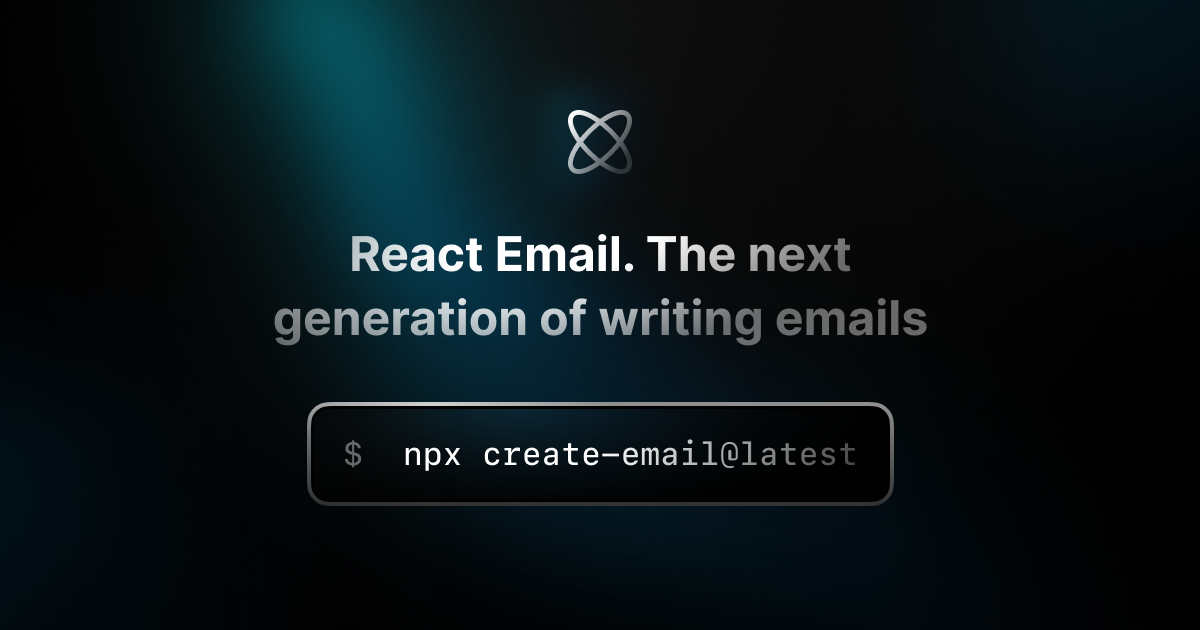 React Email. The next
generation of writing emails
$ npx create-email@latest